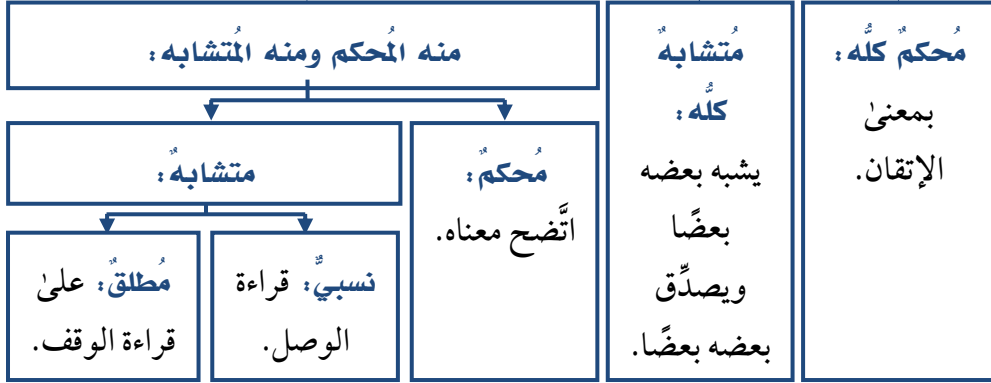 مُحكمٌ كلُّه:
بمعنىٰ
الإتقان.
مُتشابهٌ
كلُّه:
يشبه بعضه
بعضًا
ويصدِّق
بعضه بعضًا.
منه المُحكم ومنه المُتشابه:
مُحكمٌ:
اتَّضح معناه.
متشابهٌ:
نسبيٌّ: قراءة
الوصل.
مُطلقٌ: علىٰ
قراءة الوقف.